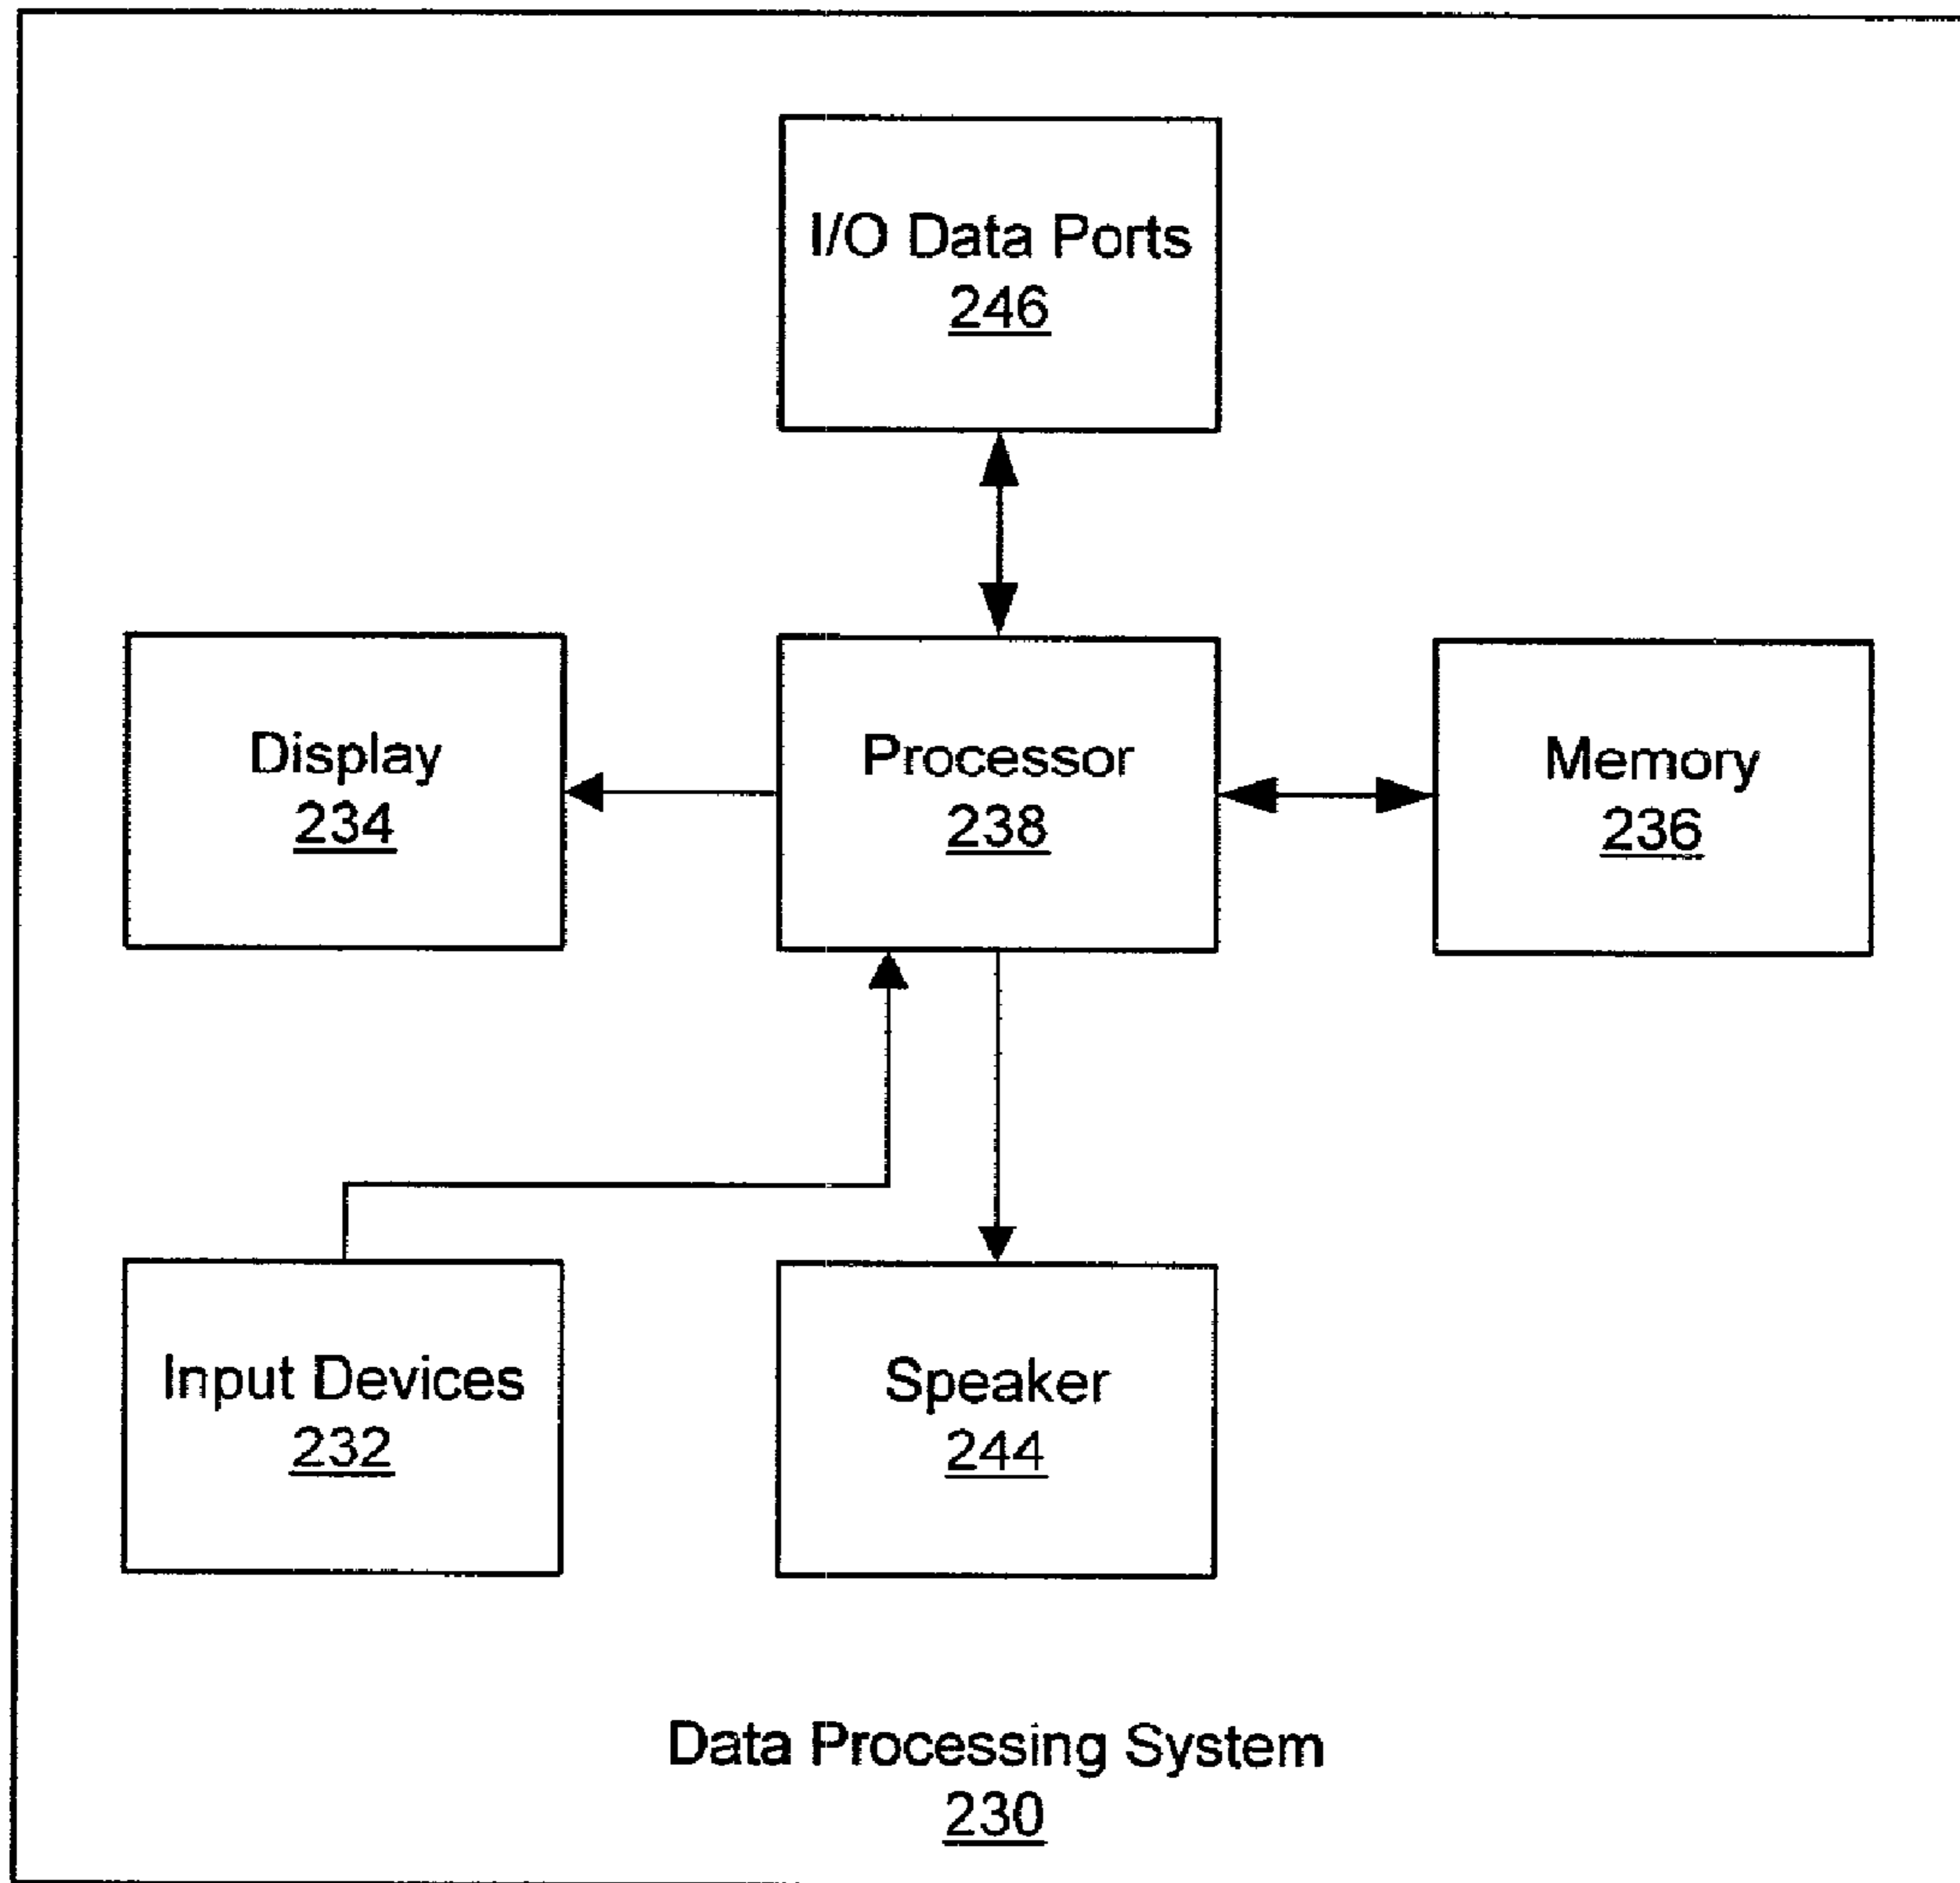 I/O Data Ports
246
Display
234
Processor
238
Memory
236
Input Devices
232
Speaker
244
Data Processing System
230